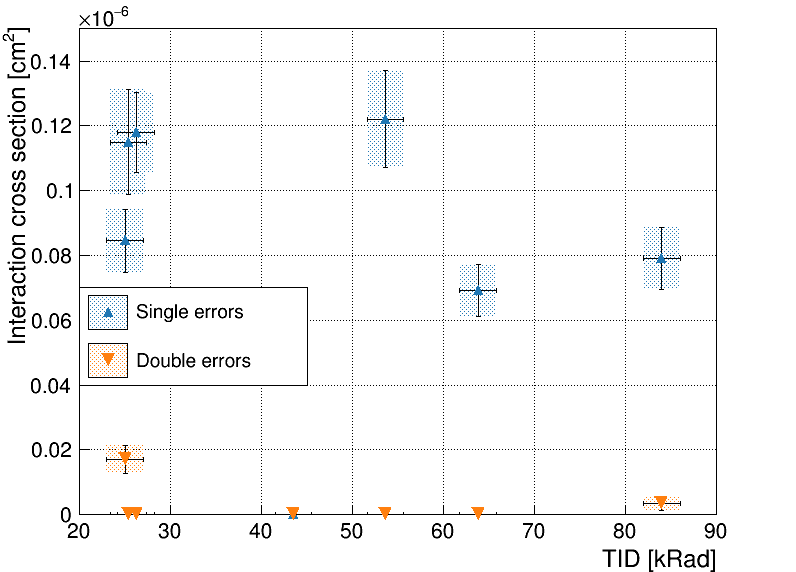 ×10⁻⁶
Interaction cross section [cm²]
0.14
0.12
0.1
0.08
0.06
0.04
0.02
0
Single errors
Double errors
20 30 40 50 60 70 80 90
TID [kRad]